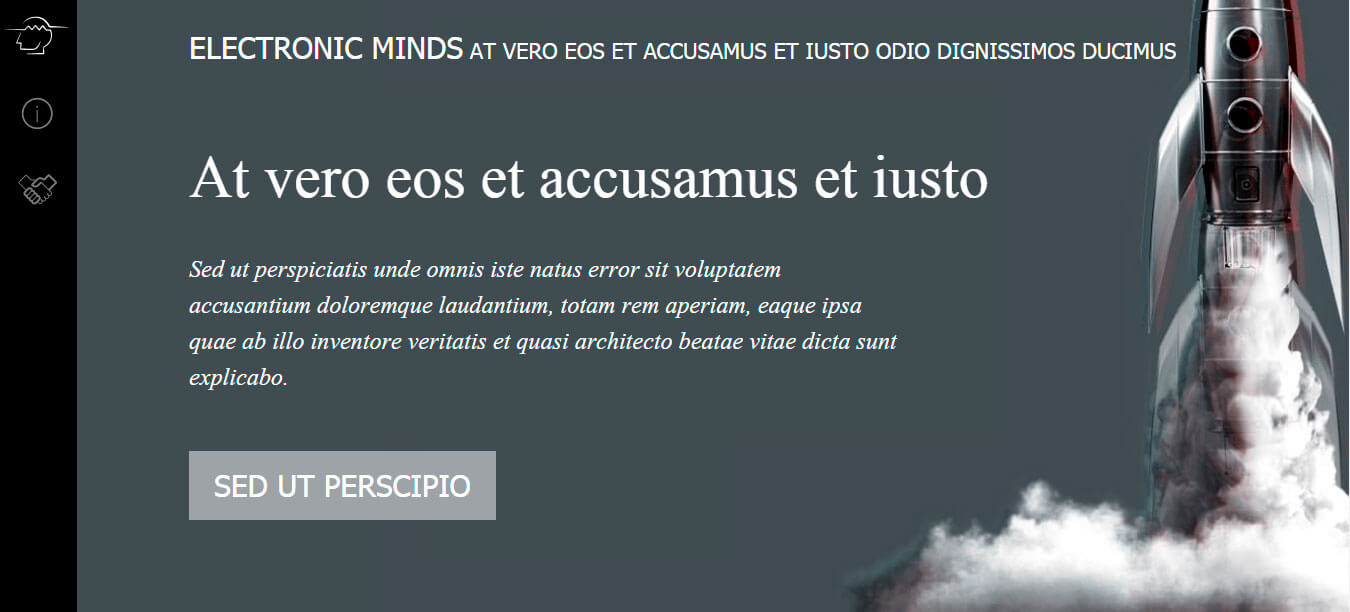 ELECTRONIC MINDS AT VERO EOS ET ACCUSAMUS ET IUSTO ODIO DIGNISSIMOS DUCIMUS
At vero eos et accusamus et iusto
Sed ut perspiciatis unde omnis iste natus error sit voluptatem
accusantium doloremque laudantium, totam rem aperiam, eaque ipsa
quae ab illo inventore veritatis et quasi architecto beatae vitae dicta sunt
explicabo.
SED UT PERSCIPIO